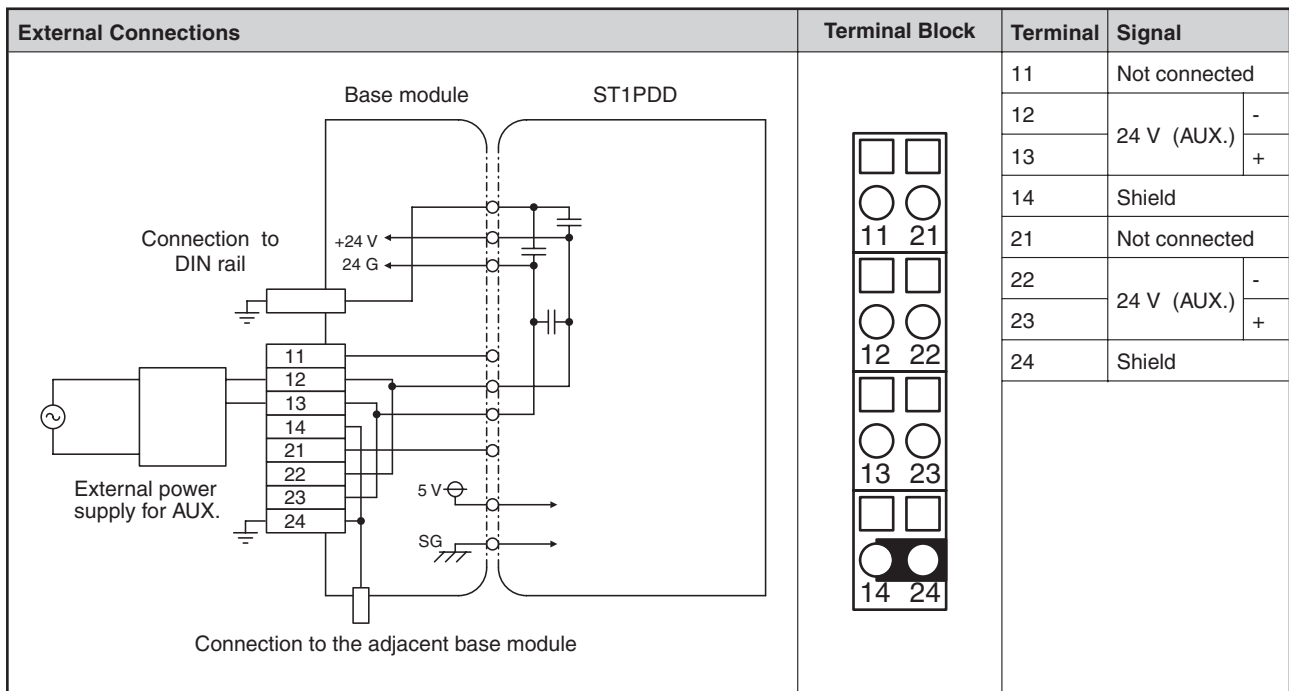 External Connections
Terminal Block
Terminal
Signal
Base module
ST1PDD
+24 V
24 G
Connection to
DIN rail
11
12
13
14
21
22
23
24
External power
supply for AUX.
5 V
SG
Connection to the adjacent base module
11 21
12 22
13 23
14 24
11 Not connected
12 24 V (AUX.) -
13 +
14 Shield
21 Not connected
22 24 V (AUX.) -
23 +
24 Shield